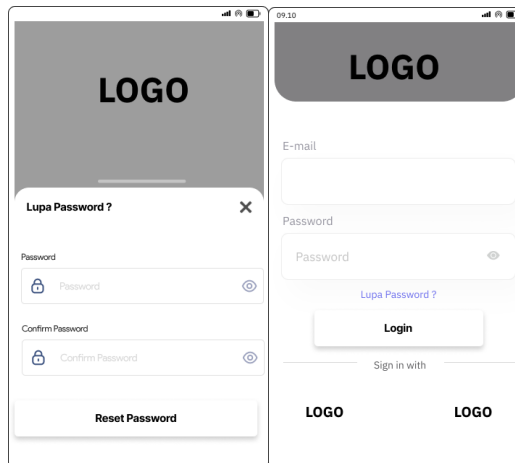 LOGO
Lupa Password ?
Password
Password
Confirm Password
Confirm Password
Reset Password
09.10
LOGO
E-mail
Password
Password
Lupa Password ?
Login
Sign in with
LOGO LOGO